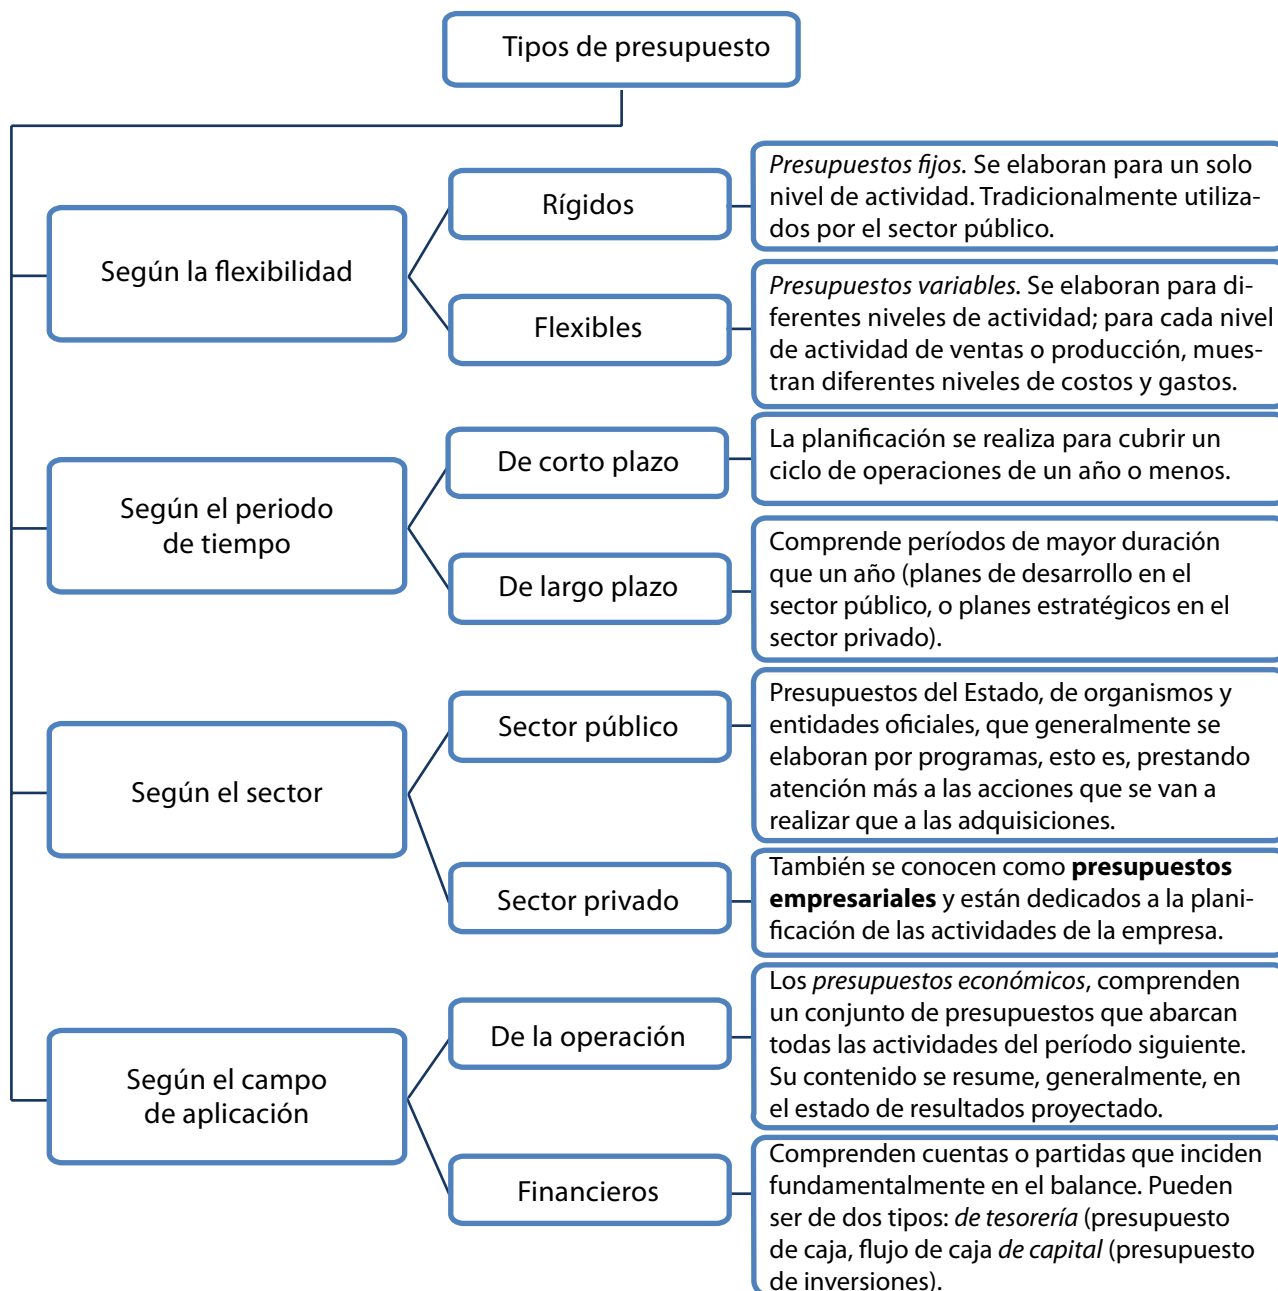 Tipos de presupuesto
Según la flexibilidad
Rígidos
Presupuestos fijos. Se elaboran para un solo
nivel de actividad. Tradicionalmente utiliza-
dos por el sector público.
Flexibles
Presupuestos variables. Se elaboran para di-
ferentes niveles de actividad; para cada nivel
de actividad de ventas o producción, mues-
tran diferentes niveles de costos y gastos.
Según el periodo
de tiempo
De corto plazo
La planificación se realiza para cubrir un
ciclo de operaciones de un año o menos.
De largo plazo
Comprende períodos de mayor duración
que un año (planes de desarrollo en el
sector público, o planes estratégicos en el
sector privado).
Según el sector
Sector público
Presupuestos del Estado, de organismos y
entidades oficiales, que generalmente se
elaboran por programas, esto es, prestando
atención más a las acciones que se van a
realizar que a las adquisiciones.
Sector privado
También se conocen como presupuestos
empresariales y están dedicados a la plani-
ficación de las actividades de la empresa.
Según el campo
de aplicación
De la operación
Los presupuestos económicos, comprenden
un conjunto de presupuestos que abarcan
todas las actividades del período siguiente.
Su contenido se resume, generalmente, en
el estado de resultados proyectado.
Financieros
Comprenden cuentas o partidas que inciden
fundamentalmente en el balance. Pueden
ser de dos tipos: de tesorería (presupuesto
de caja, flujo de caja de capital (presupuesto
de inversiones).